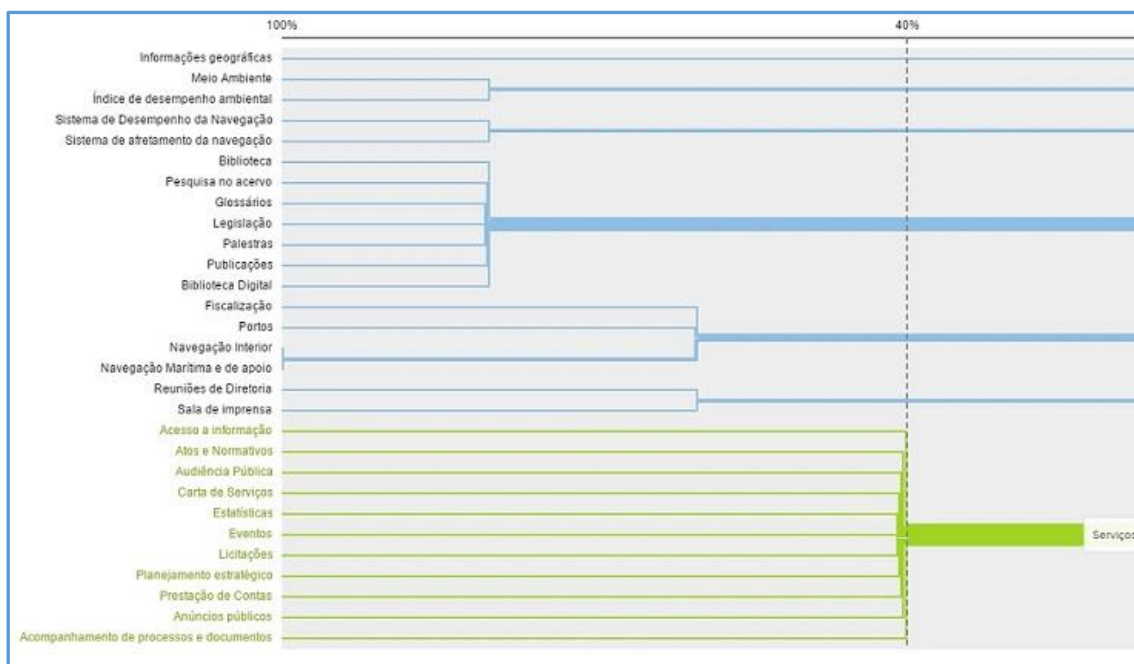 100%
40%
Informações geográficas
Meio Ambiente
Índice de desempenho ambiental
Sistema de Desempenho da Navegação
Sistema de afretamento da navegação
Biblioteca
Pesquisa no acervo
Glossários
Legislação
Palestras
Publicações
Biblioteca Digital
Fiscalização
Portos
Navegação Interior
Navegação Marítima e de apoio
Reuniões de Diretoria
Sala de imprensa
Acesso a informação
Atos e Normativos
Audiência Pública
Carta de Serviços
Estatísticas
Eventos
Serviços
Licitações
Planejamento estratégico
Prestação de Contas
Anúncios públicos
Acompanhamento de processos e documentos